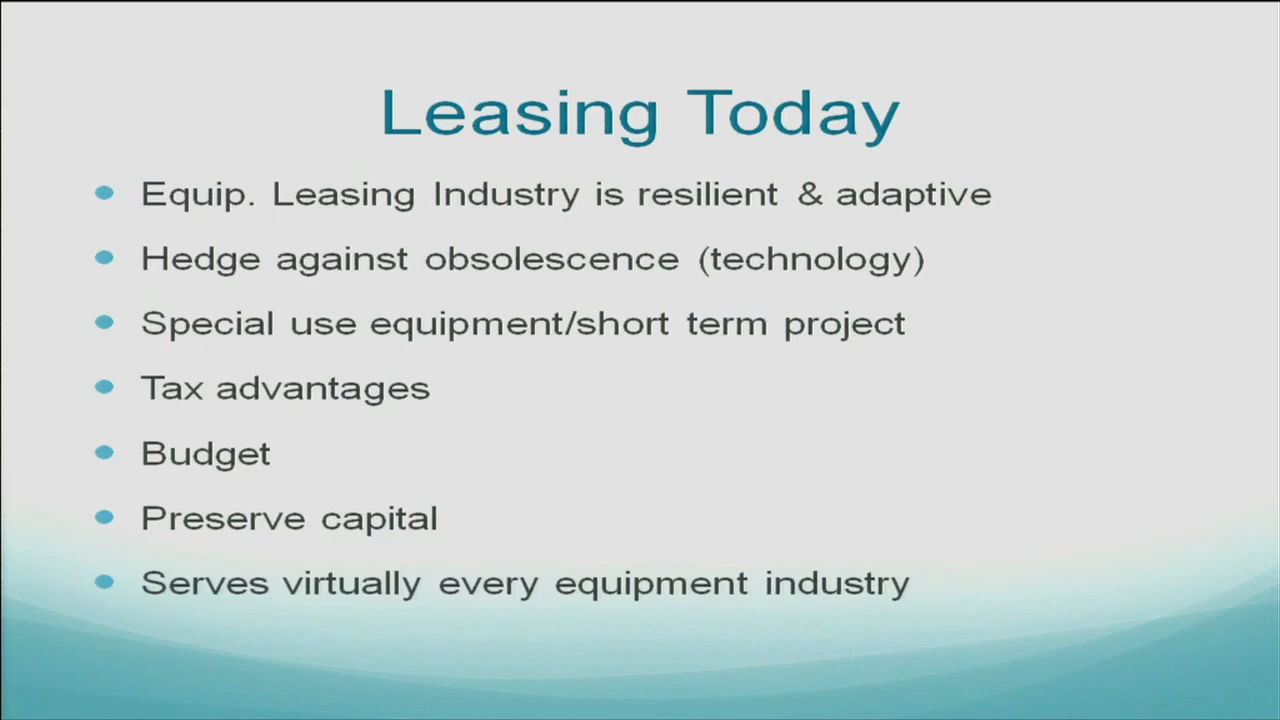 Leasing Today
Equip. Leasing Industry is resilient & adaptive
Hedge against obsolescence (technology)
Special use equipment/short term project
Tax advantages
Budget
Preserve capital
Serves virtually every equipment industry